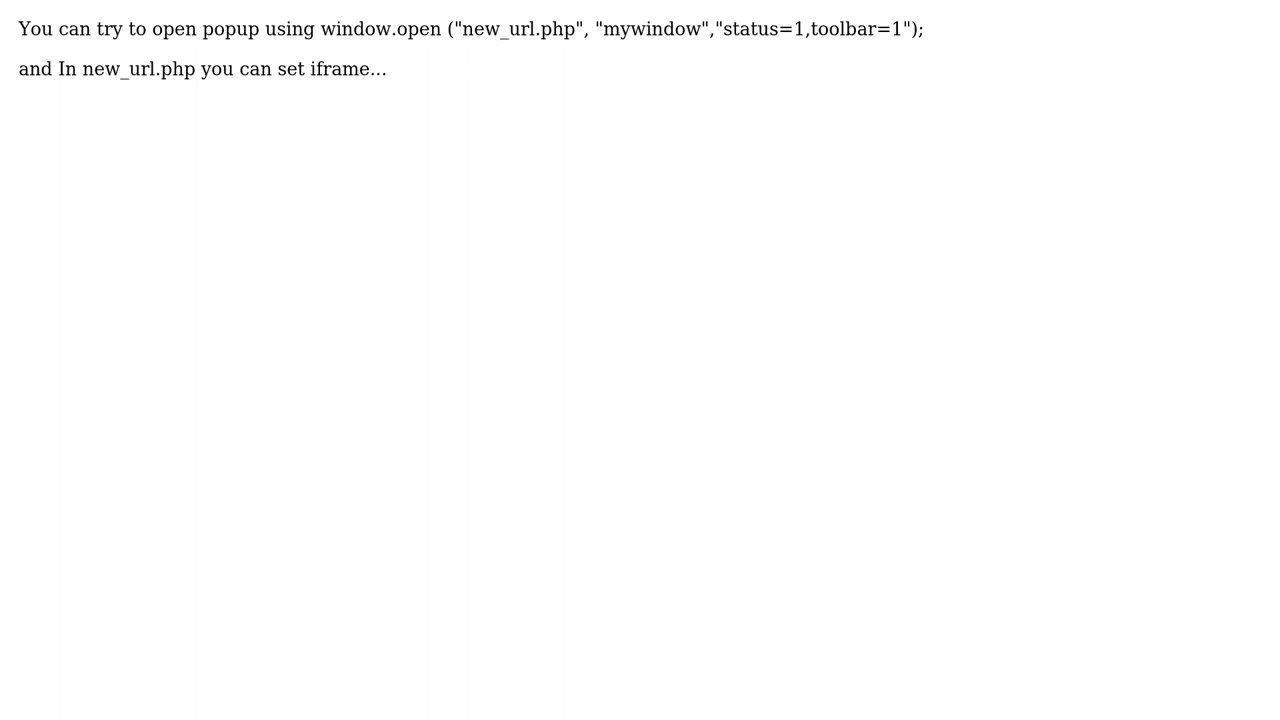 You can try to open popup using window.open ("new_url.php", "mywindow","status=1,toolbar=1");
and In new_url.php you can set iframe...